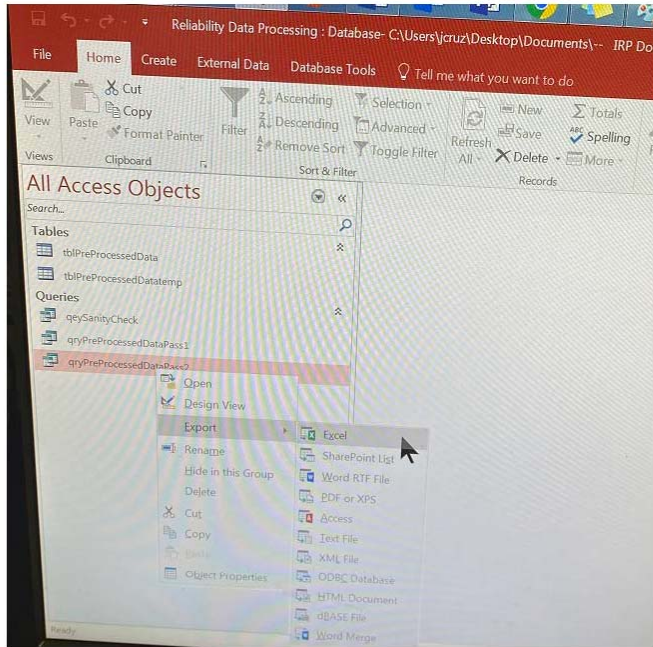 Reliability Data Processing : Database- C:\Users\jcruz\Desktop\Documents\-- IRP Do
File Home Create External Data Database Tools Tell me what you want to do
View
Views
Paste
Cut
Copy
Format Painter
Clipboard
Filter
Ascending
Descending
Remove Sort
Selection
Advanced
Toggle Filter
Sort & Filter
Refresh
All
New
Save
Delete
Totals
Spelling
More
Records
All Access Objects
Search...
Tables
tblPreProcessedData
tblPreProcessedDatatemp
Queries
qeySanityCheck
qryPreProcessedDataPass1
qryPreProcessedDataPass2
Open
Design View
Export
Rename
Hide in this Group
Delete
Cut
Copy
Paste
Object Properties
Excel
SharePoint List
Word RTF File
PDF or XPS
Access
Text File
XML File
ODBC Database
HTML Document
dBASE File
Word Merge
Ready